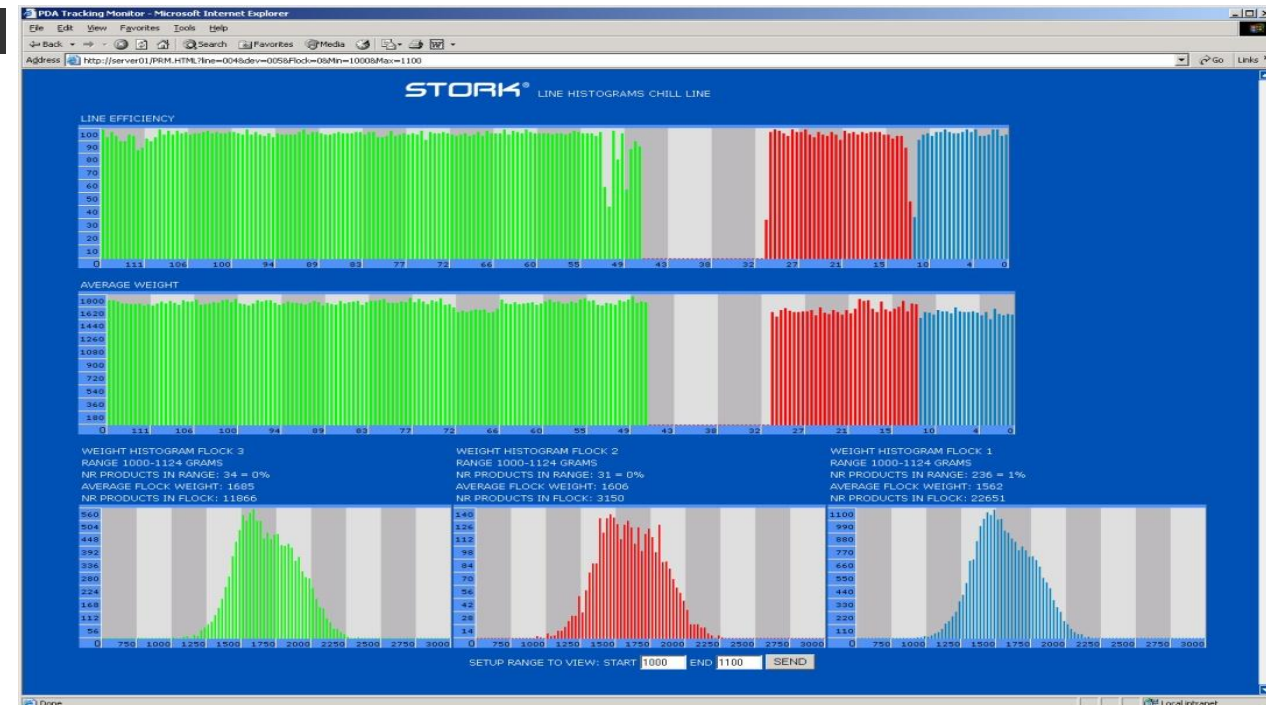 PDA Tracking Monitor - Microsoft Internet Explorer
File Edit View Favorites Tools Help
Back Search Favorites Media
Address http://server01/PRM.HTML?line=004&dev=005&Flock=0&Min=1000&Max=1100 Go Links
STORK® LINE HISTOGRAMS CHILL LINE
LINE EFFICIENCY
100
90
80
70
60
50
40
30
20
10
0 111 106 100 94 89 83 77 72 66 60 55 49 43 38 32 27 21 15 10 4 0
AVERAGE WEIGHT
1800
1620
1440
1260
1080
900
720
540
360
180
0 111 106 100 94 89 83 77 72 66 60 55 49 43 38 32 27 21 15 10 4 0
WEIGHT HISTOGRAM FLOCK 3
RANGE 1000-1124 GRAMS
NR PRODUCTS IN RANGE: 34 = 0%
AVERAGE FLOCK WEIGHT: 1685
NR PRODUCTS IN FLOCK: 11866
560
504
448
392
336
280
224
168
112
56
0 750 1000 1250 1500 1750 2000 2250 2500 2750 3000
WEIGHT HISTOGRAM FLOCK 2
RANGE 1000-1124 GRAMS
NR PRODUCTS IN RANGE: 31 = 0%
AVERAGE FLOCK WEIGHT: 1606
NR PRODUCTS IN FLOCK: 3150
140
126
112
98
84
70
56
42
28
14
0 750 1000 1250 1500 1750 2000 2250 2500 2750 3000
WEIGHT HISTOGRAM FLOCK 1
RANGE 1000-1124 GRAMS
NR PRODUCTS IN RANGE: 236 = 1%
AVERAGE FLOCK WEIGHT: 1562
NR PRODUCTS IN FLOCK: 22651
1100
990
880
770
660
550
440
330
220
110
0 750 1000 1250 1500 1750 2000 2250 2500 2750 3000
SETUP RANGE TO VIEW: START 1000 END 1100 SEND
Done Local intranet